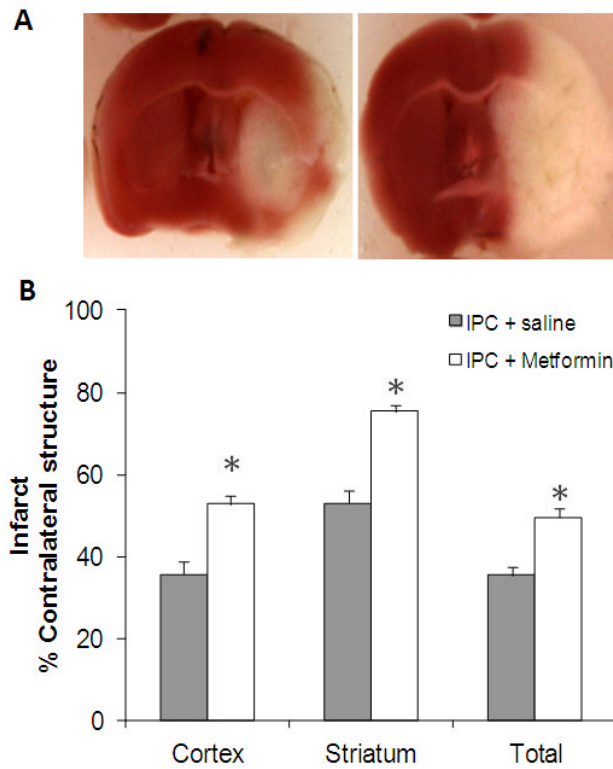 A
B
100
80
60
40
20
0
Infarct
% Contralateral structure
IPC + saline
IPC + Metformin
*
*
*
Cortex Striatum Total